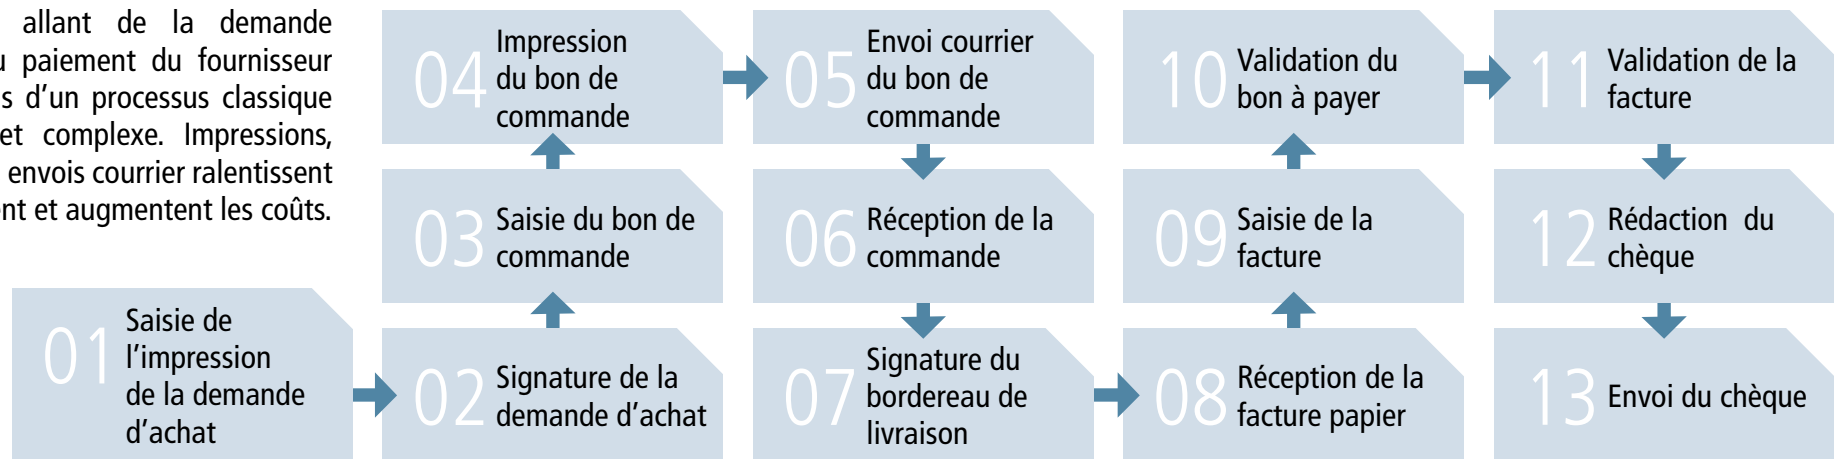 allant de la demande
paiement du fournisseur
d'un processus classique
et complexe. Impressions,
envois courrier ralentissent
et augmentent les coûts.
01
Saisie de
l'impression
de la demande
d'achat
02
Signature de la
demande d'achat
03
Saisie du bon de
commande
04
Impression
du bon de
commande
05
Envoi courrier
du bon de
commande
06
Réception de la
commande
07
Signature du
bordereau de
livraison
08
Réception de la
facture papier
09
Saisie de la
facture
10
Validation du
bon à payer
11
Validation de la
facture
12
Rédaction du
chèque
13
Envoi du chèque